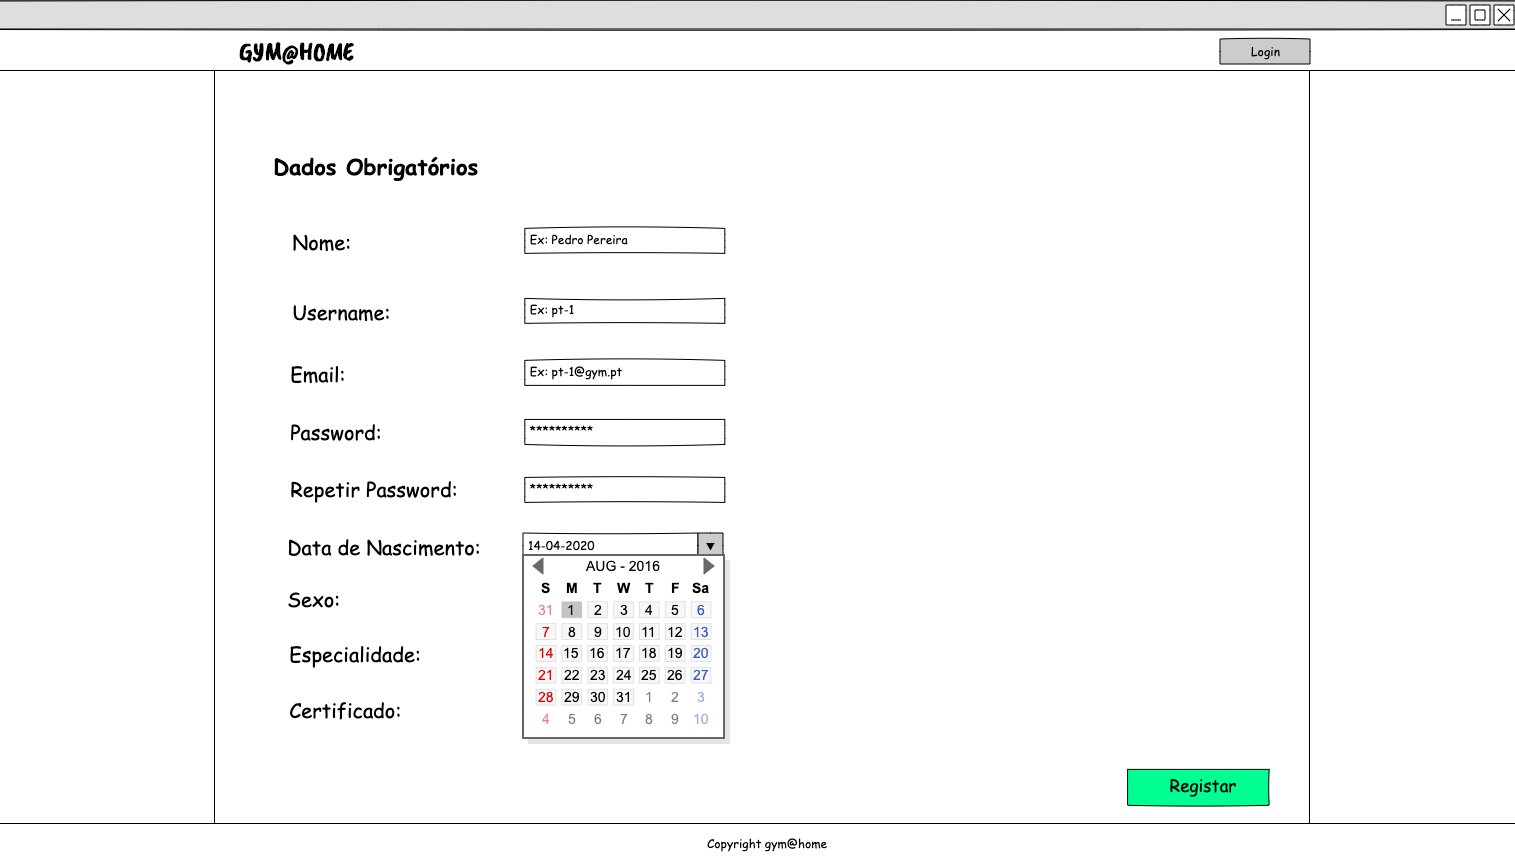 GYM@HOME
Login
Dados Obrigatórios
Nome:
Ex: Pedro Pereira
Username:
Ex: pt-1
Email:
Ex: pt-1@gym.pt
Password:
**********
Repetir Password:
**********
Data de Nascimento:
14-04-2020
AUG - 2016
S M T W T F Sa
31 1 2 3 4 5 6
7 8 9 10 11 12 13
14 15 16 17 18 19 20
21 22 23 24 25 26 27
28 29 30 31 1 2 3
4 5 6 7 8 9 10
Sexo:
Especialidade:
Certificado:
Registar
Copyright gym@home